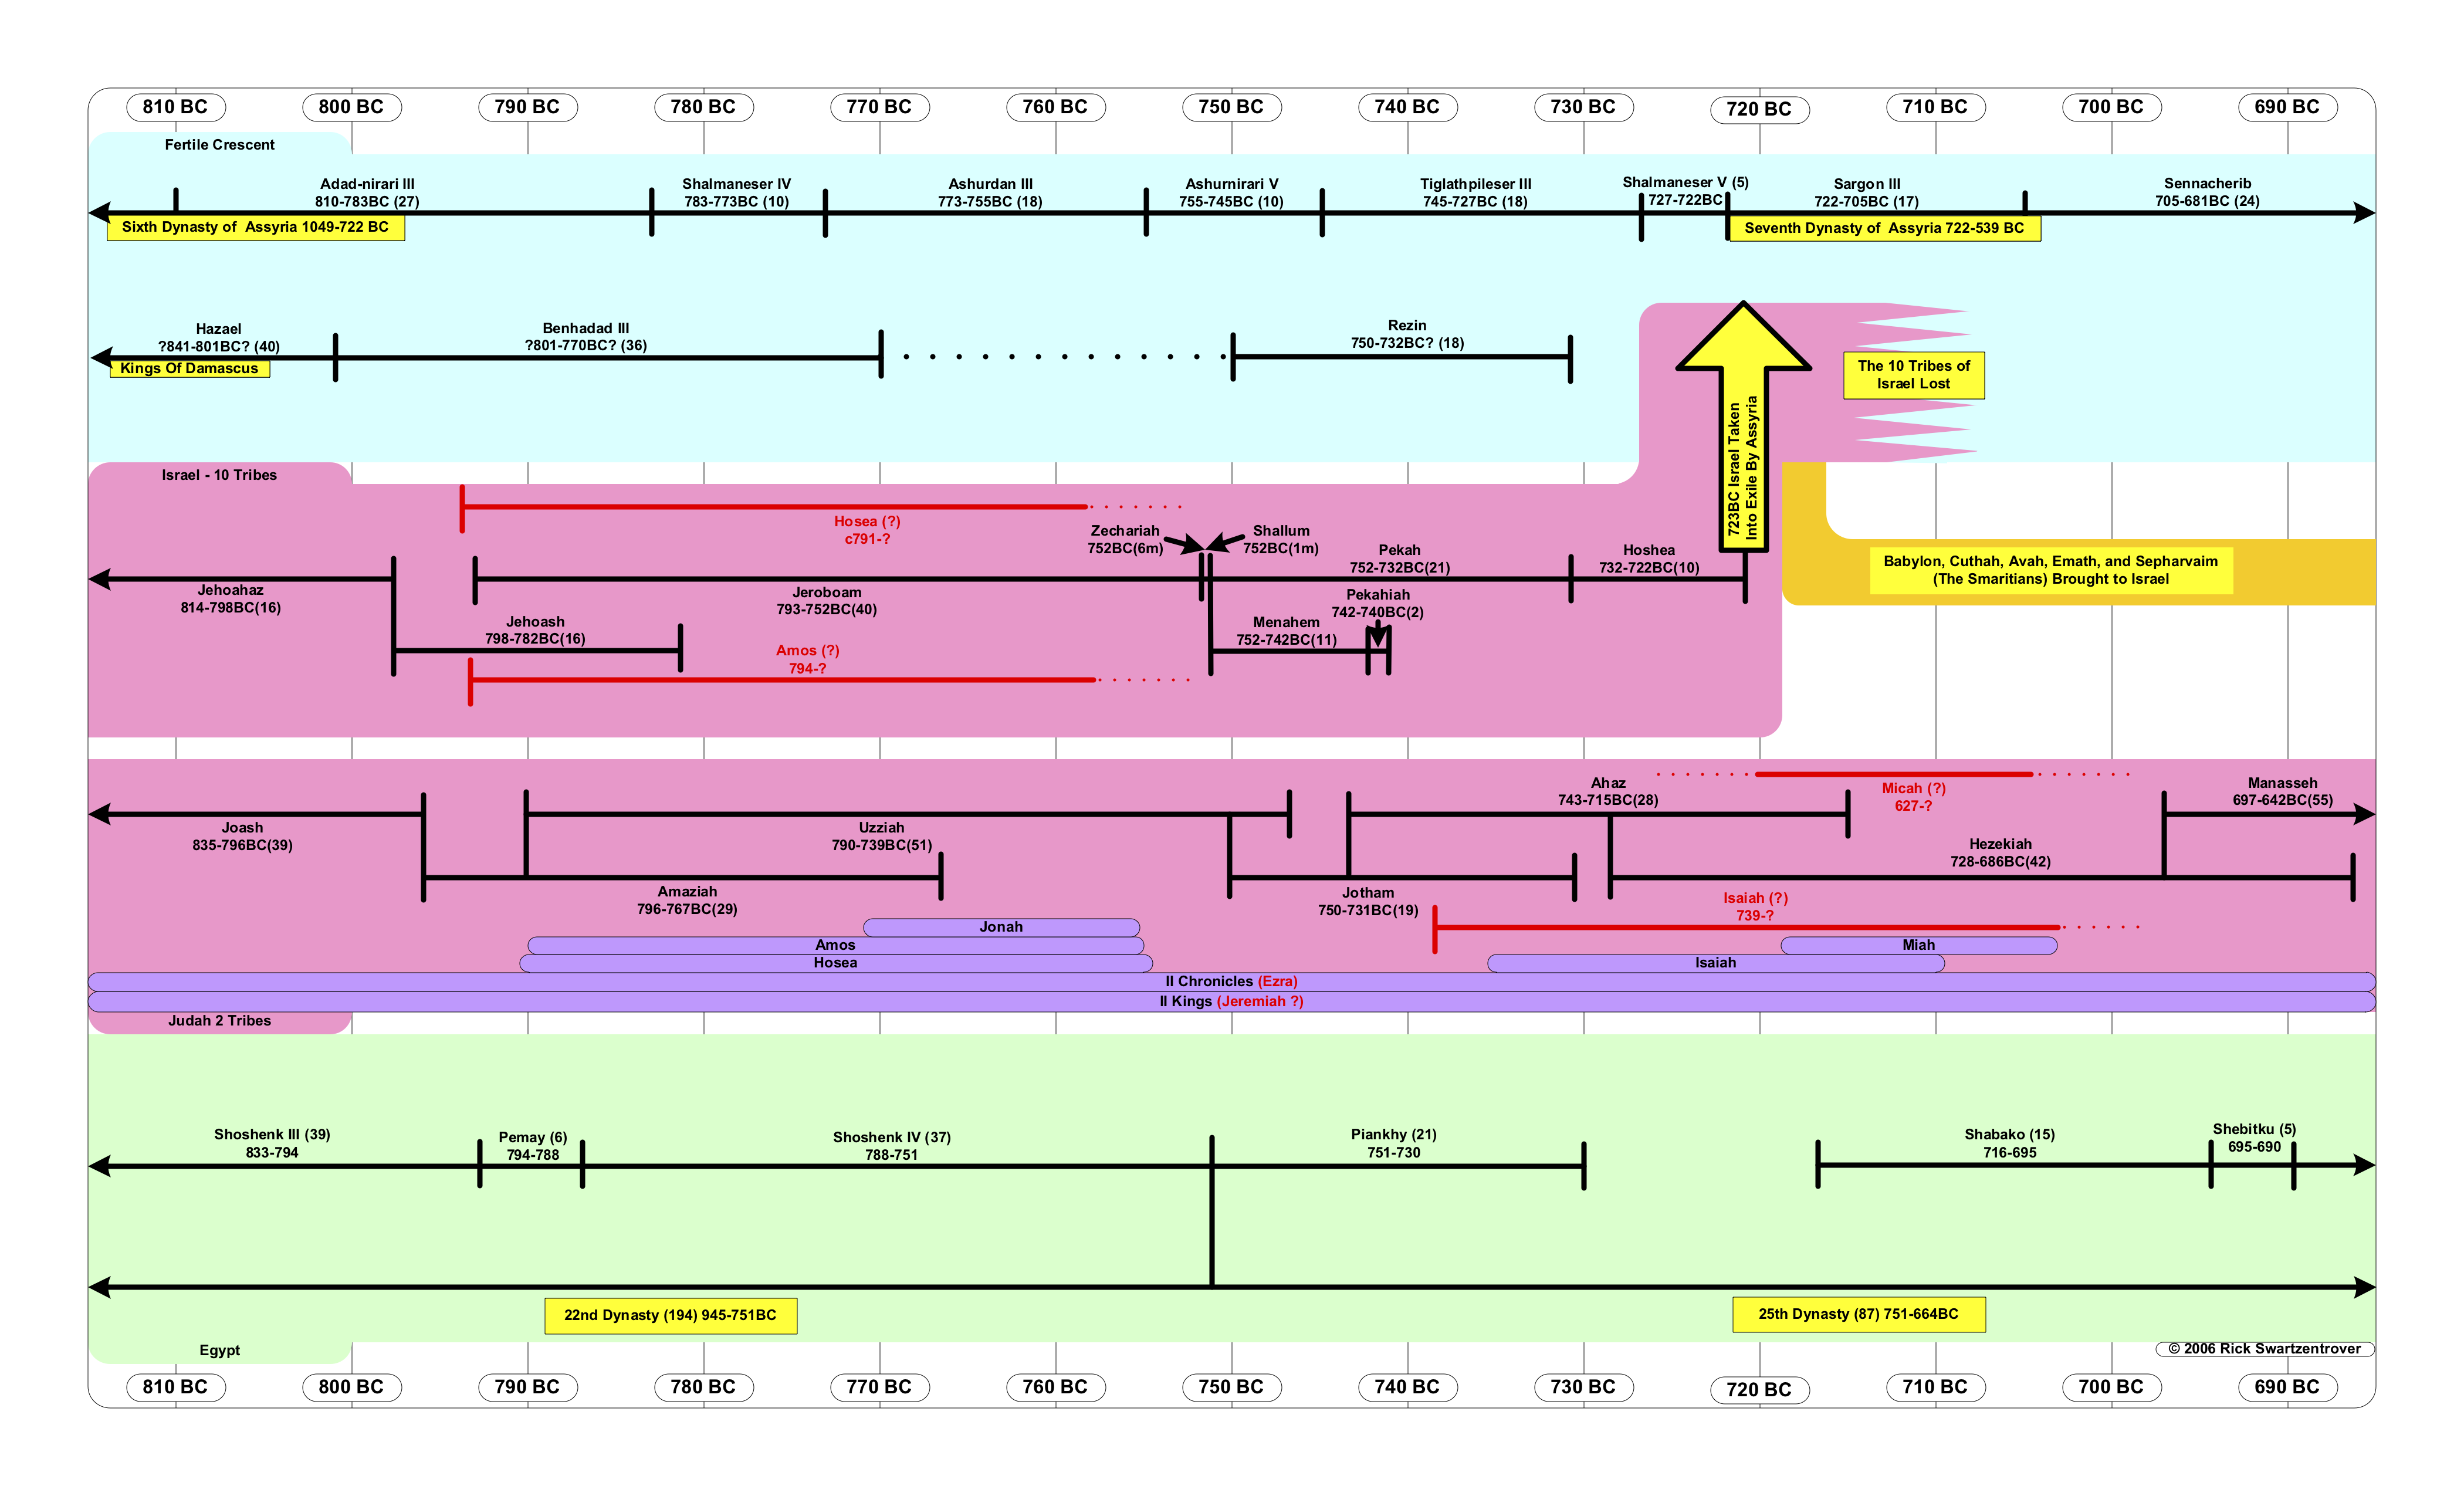 810 BC
800 BC
790 BC
780 BC
770 BC
760 BC
750 BC
740 BC
730 BC
720 BC
710 BC
700 BC
690 BC
Fertile Crescent
Adad-nirari III
810-783BC (27)
Shalmaneser IV
783-773BC (10)
Ashurdan III
773-755BC (18)
Ashurnirari V
755-745BC (10)
Tiglathpileser III
745-727BC (18)
Shalmaneser V (5)
727-722BC
Sargon III
722-705BC (17)
Sennacherib
705-681BC (24)
Sixth Dynasty of Assyria 1049-722 BC
Seventh Dynasty of Assyria 722-539 BC
Hazael
?841-801BC? (40)
Benhadad III
?801-770BC? (36)
Rezin
750-732BC? (18)
Kings Of Damascus
The 10 Tribes of
Israel Lost
723BC Israel Taken
Into Exile By Assyria
Israel - 10 Tribes
Hosea (?)
c791-?
Zechariah
752BC(6m)
Shallum
752BC(1m)
Pekah
752-732BC(21)
Hoshea
732-722BC(10)
Babylon, Cuthah, Avah, Emath, and Sepharvaim
(The Smaritians) Brought to Israel
Jehoahaz
814-798BC(16)
Jeroboam
793-752BC(40)
Pekahiah
742-740BC(2)
Jehoash
798-782BC(16)
Menahem
752-742BC(11)
Amos (?)
794-?
Ahaz
743-715BC(28)
Micah (?)
627-?
Manasseh
697-642BC(55)
Joash
835-796BC(39)
Uzziah
790-739BC(51)
Hezekiah
728-686BC(42)
Amaziah
796-767BC(29)
Jotham
750-731BC(19)
Isaiah (?)
739-?
Jonah
Amos
Miah
Hosea
Isaiah
II Chronicles (Ezra)
II Kings (Jeremiah ?)
Judah 2 Tribes
Shoshenk III (39)
833-794
Pemay (6)
794-788
Shoshenk IV (37)
788-751
Piankhy (21)
751-730
Shabako (15)
716-695
Shebitku (5)
695-690
22nd Dynasty (194) 945-751BC
25th Dynasty (87) 751-664BC
Egypt
© 2006 Rick Swartzentrover
810 BC
800 BC
790 BC
780 BC
770 BC
760 BC
750 BC
740 BC
730 BC
720 BC
710 BC
700 BC
690 BC